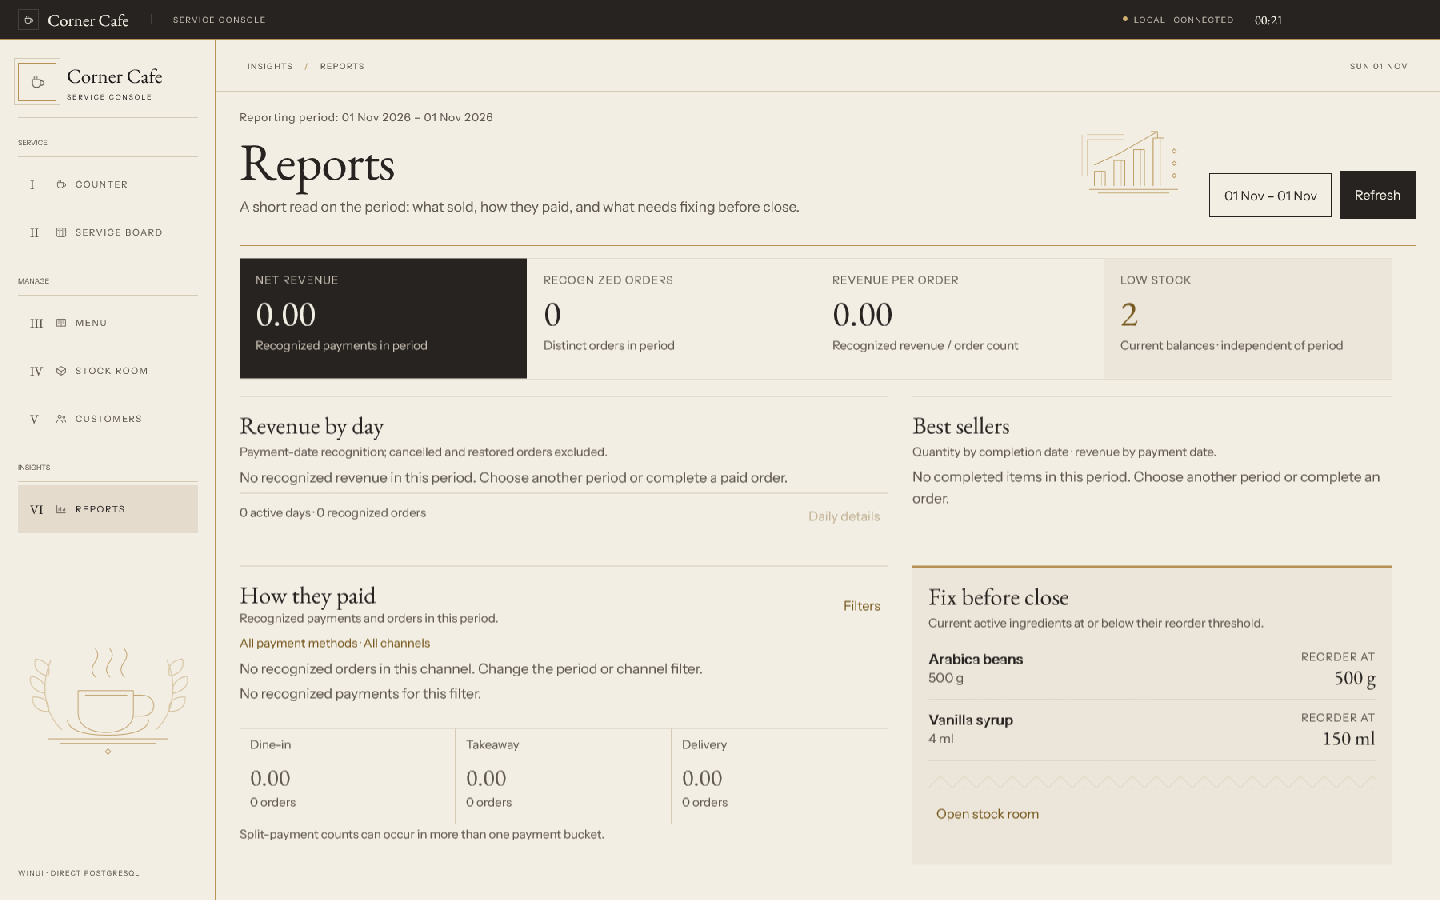 Corner Cafe
SERVICE CONSOLE
LOCAL CONNECTED
00:21
Corner Cafe
SERVICE CONSOLE
SERVICE
I COUNTER
II SERVICE BOARD
MANAGE
III MENU
IV STOCK ROOM
V CUSTOMERS
INSIGHTS
VI REPORTS
WINUI · DIRECT POSTGRESQL
INSIGHTS / REPORTS
SUN 01 NOV
Reporting period: 01 Nov 2026 – 01 Nov 2026
Reports
A short read on the period: what sold, how they paid, and what needs fixing before close.
01 Nov – 01 Nov
Refresh
NET REVENUE
0.00
Recognized payments in period
RECOGN ZED ORDERS
0
Distinct orders in period
REVENUE PER ORDER
0.00
Recognized revenue / order count
LOW STOCK
2
Current balances · independent of period
Revenue by day
Payment-date recognition; cancelled and restored orders excluded.
No recognized revenue in this period. Choose another period or complete a paid order.
0 active days · 0 recognized orders
Daily details
Best sellers
Quantity by completion date · revenue by payment date.
No completed items in this period. Choose another period or complete an
order.
How they paid
Recognized payments and orders in this period.
Filters
All payment methods · All channels
No recognized orders in this channel. Change the period or channel filter.
No recognized payments for this filter.
Dine-in
0.00
0 orders
Takeaway
0.00
0 orders
Delivery
0.00
0 orders
Split-payment counts can occur in more than one payment bucket.
Fix before close
Current active ingredients at or below their reorder threshold.
Arabica beans
500 g
REORDER AT
500 g
Vanilla syrup
4 ml
REORDER AT
150 ml
Open stock room